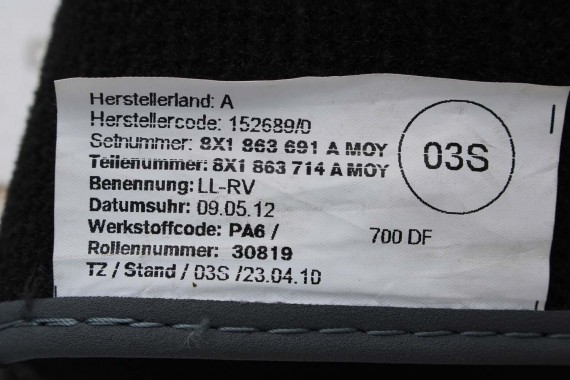 Herstellerland: A
Herstellercode: 152689/0
Setnummer: 8X1 863 691 A MOY
Teilenummer: 8X1 863 714 A MOY
03S
Benennung: LL-RV
Datumsuhr: 09.05.12
Werkstoffcode: PA6 / 700 DF
Rollennummer: 30819
TZ / Stand / 03S /23.04.10